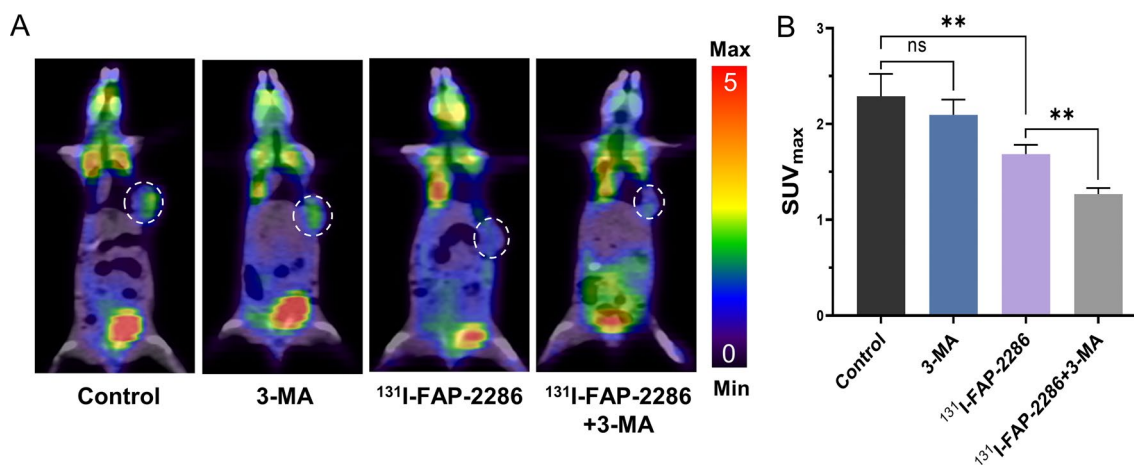 A
Max
5
0
Min
Control
3-MA
¹³¹I-FAP-2286
¹³¹I-FAP-2286
+3-MA
B
SUVmax
3
2
1
0
**
ns
**
Control
3-MA
¹³¹I-FAP-2286
¹³¹I-FAP-2286+3-MA